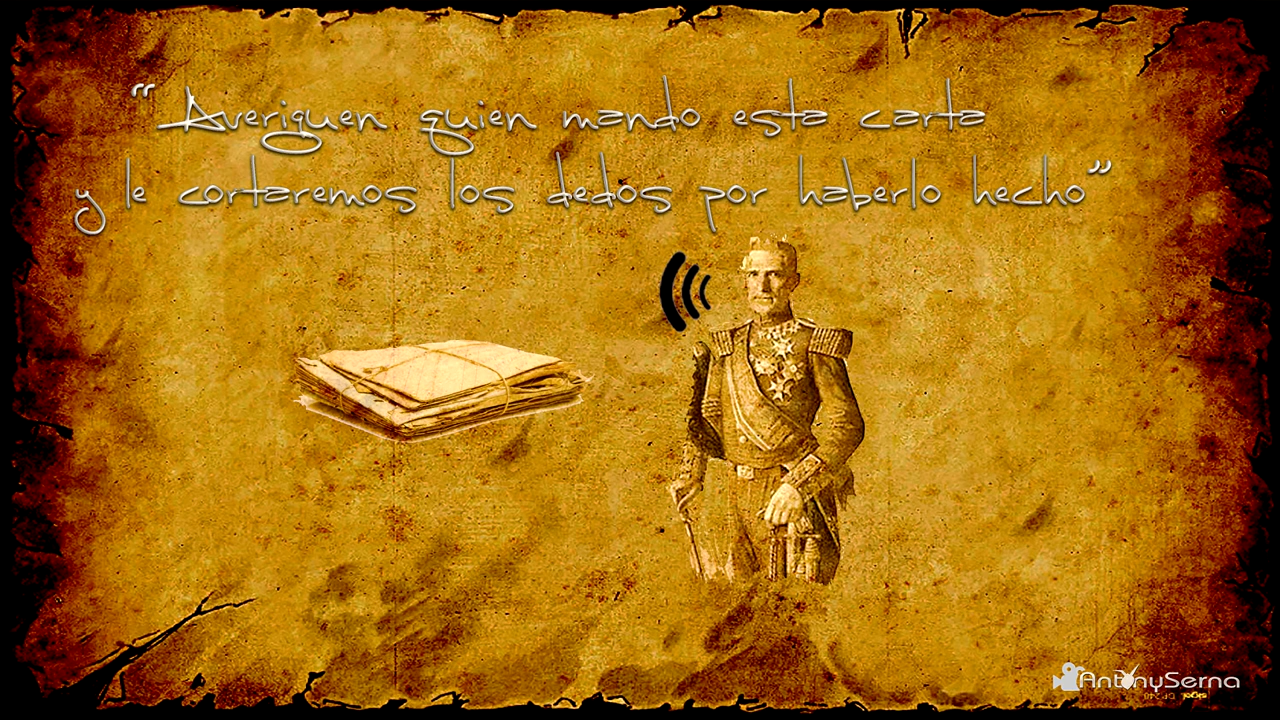 “Averiguen quien mando esta carta
y le cortaremos los dedos por haberlo hecho”
AntonySerna